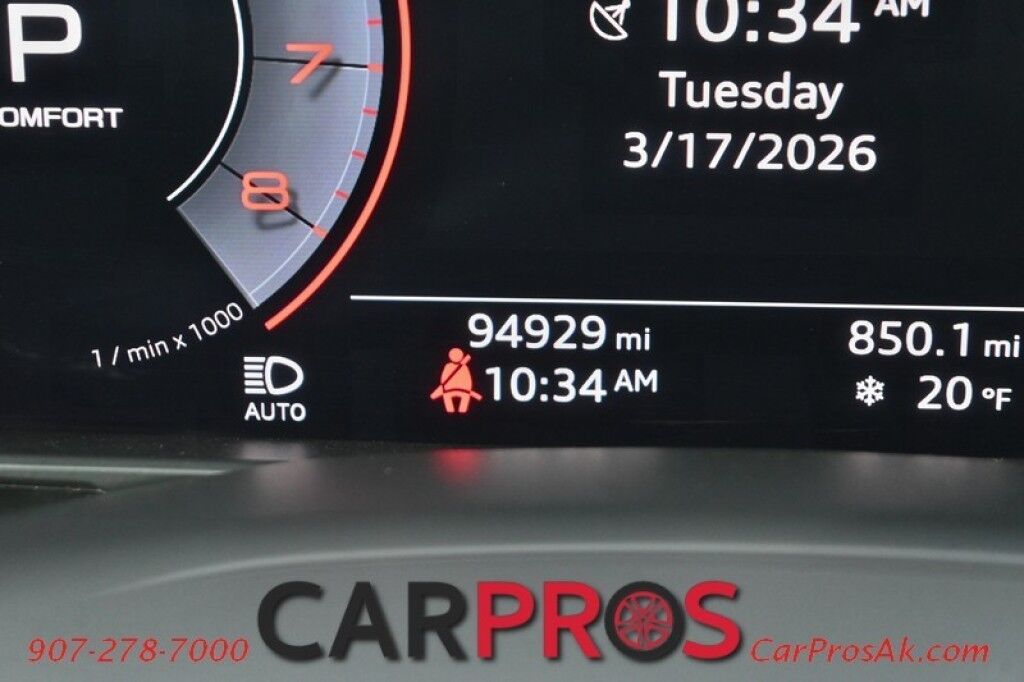 P
COMFORT
7
8
1 / min x 1000
AUTO
10:34 AM
Tuesday
3/17/2026
94929 mi
850.1 mi
10:34 AM
20 °F
CARPROS
907-278-7000
CarProsAk.com